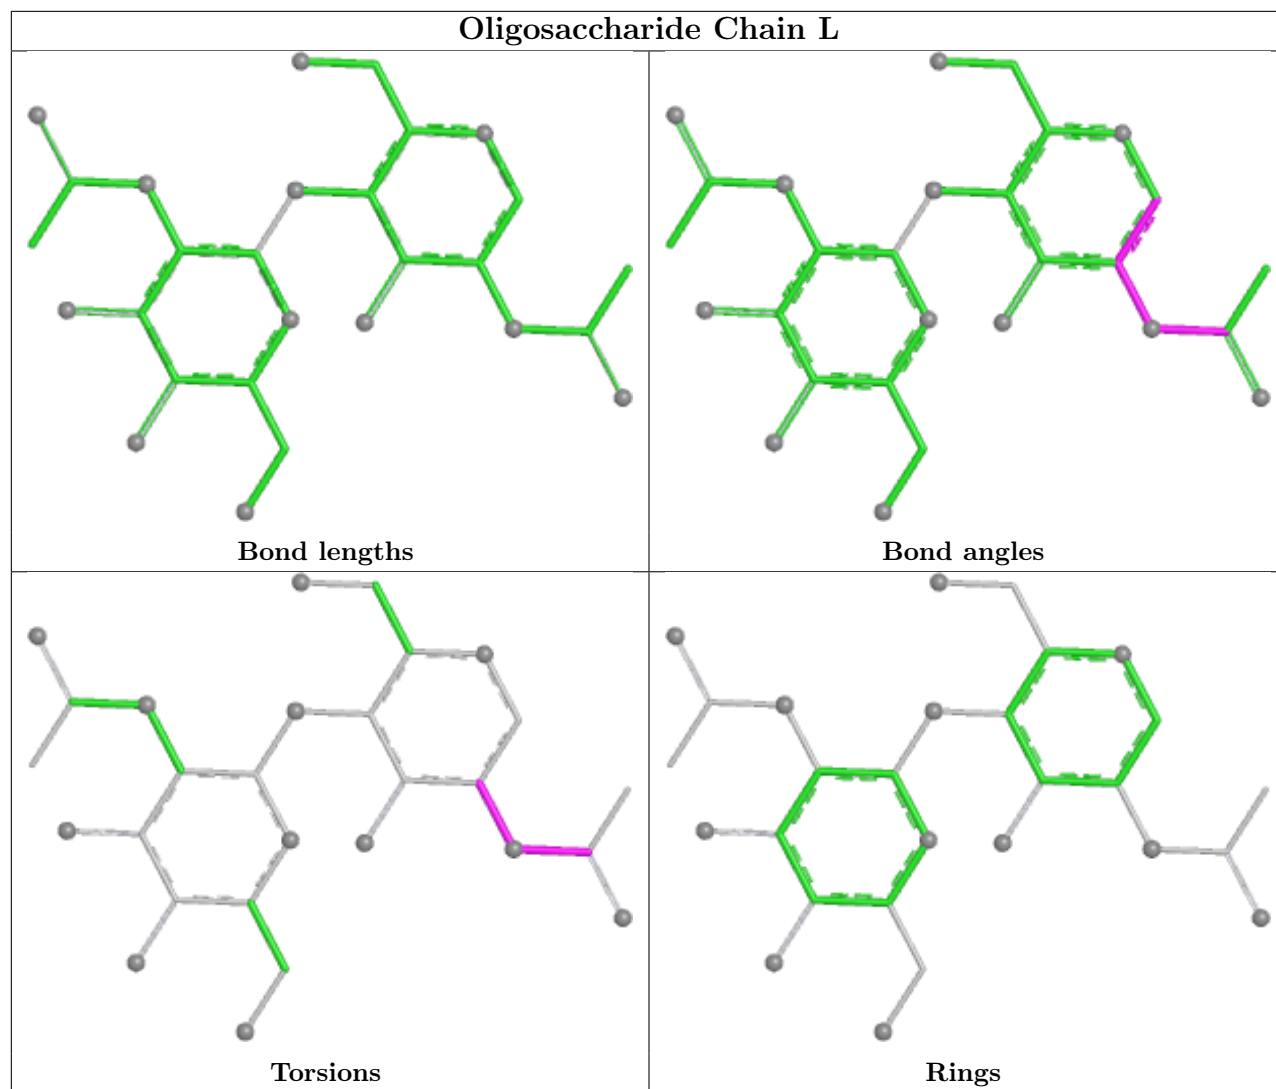 Oligosaccharide Chain L
Bond lengths
Bond angles
Torsions
Rings